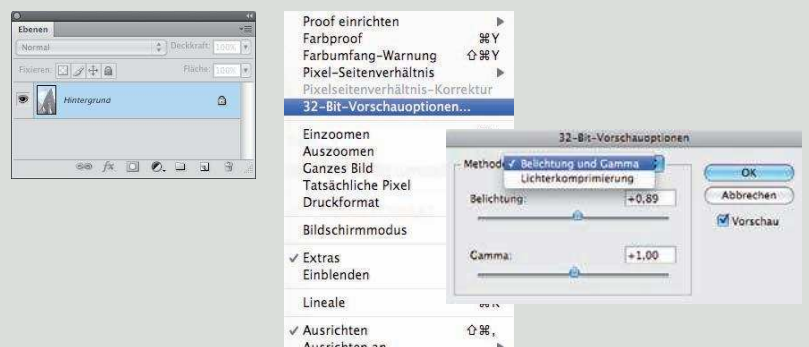 Ebenen
Normal
Deckkraft: 100%
Fixieren:
Fläche: 100%
Hintergrund
fx
Proof einrichten
Farbproof ⌘Y
Farbumfang-Warnung ⇧⌘Y
Pixel-Seitenverhältnis
Pixelseitenverhältnis-Korrektur
32-Bit-Vorschauoptionen...
Einzoomen
Auszoomen
Ganzes Bild
Tatsächliche Pixel
Druckformat
Bildschirmmodus
✓ Extras
Einblenden
Lineale
✓ Ausrichten ⇧⌘,
Ausrichten an
32-Bit-Vorschauoptionen
Methode ✓ Belichtung und Gamma
Lichterkomprimierung
Belichtung: +0,89
Gamma: +1,00
OK
Abbrechen
Vorschau